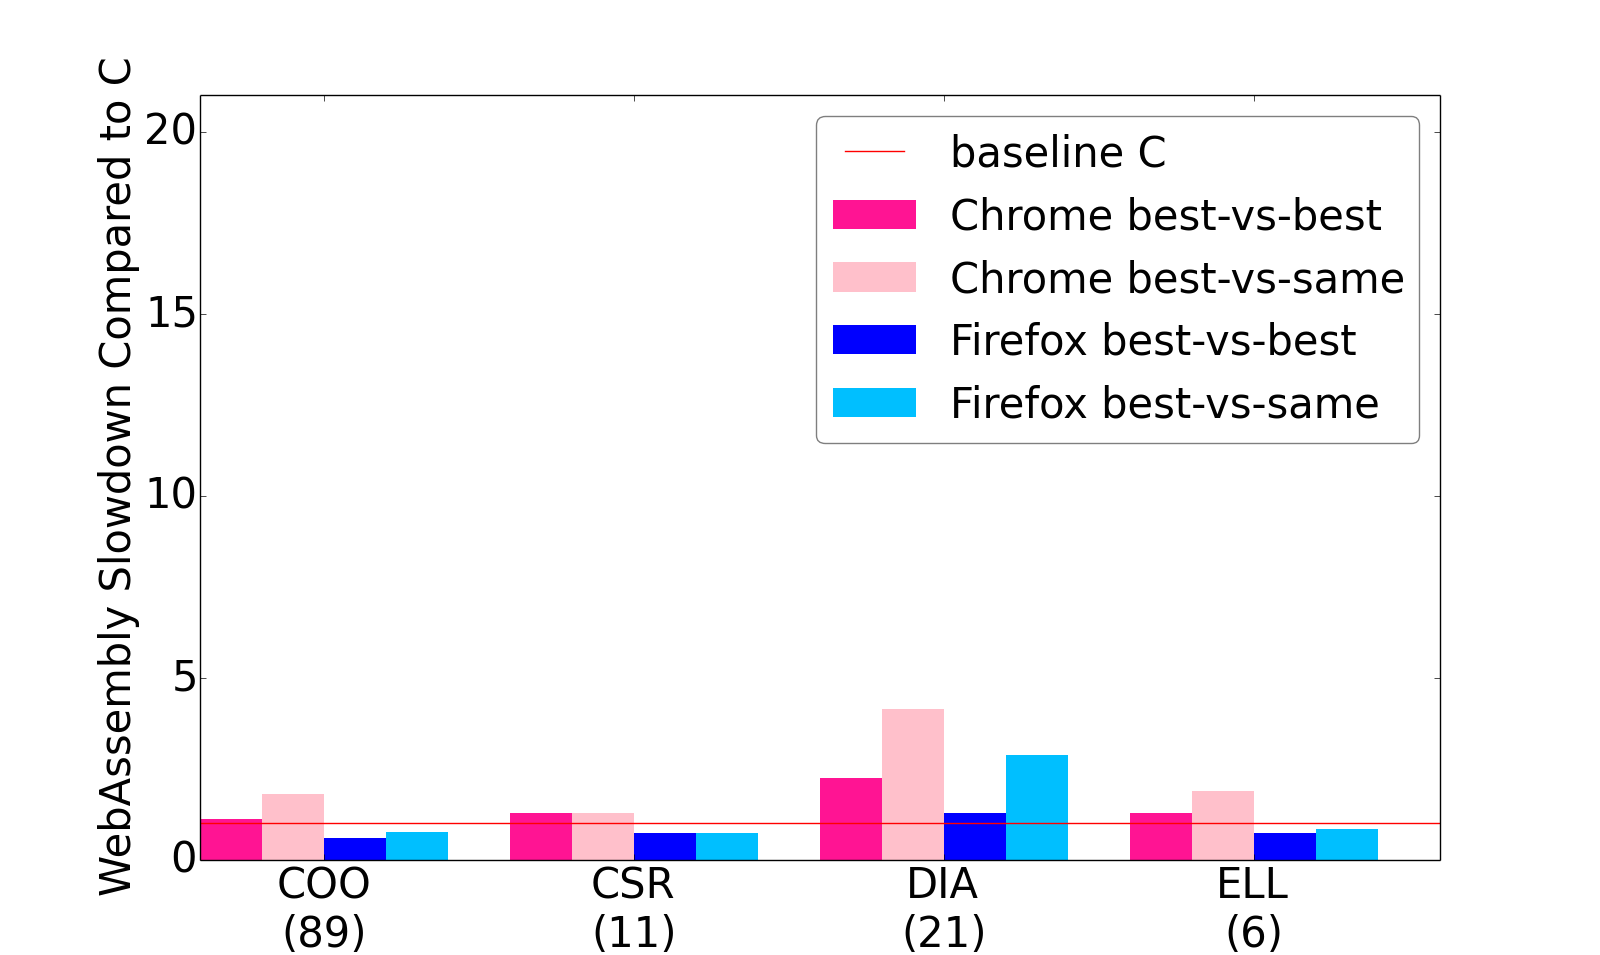 WebAssembly Slowdown Compared to C
20
15
10
5
0
baseline C
Chrome best-vs-best
Chrome best-vs-same
Firefox best-vs-best
Firefox best-vs-same
COO CSR DIA ELL
(89) (11) (21) (6)